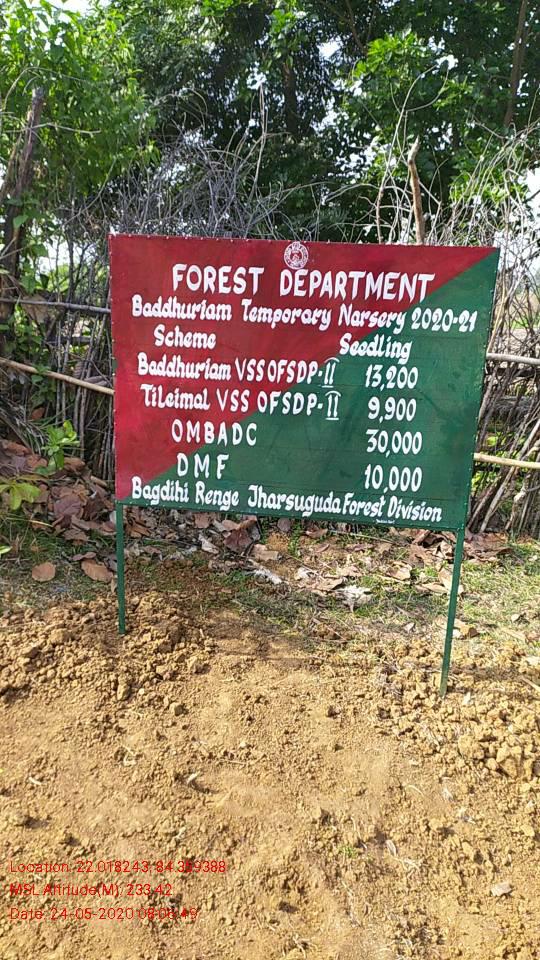 FOREST DEPARTMENT
Baddhuriam Temporary Narsery 2020-21
Scheme Seedling
Baddhuriam VSS OFSDP-II 13,200
Tileimal VSS OFSDP-II 9,900
OMBADC 30,000
DMF 10,000
Bagdihi Renge Jharsuguda Forest Division
Location: 22.018243, 84.359388
MSL Altitude(M): 233.42
Date: 24-05-2020 08:06:49